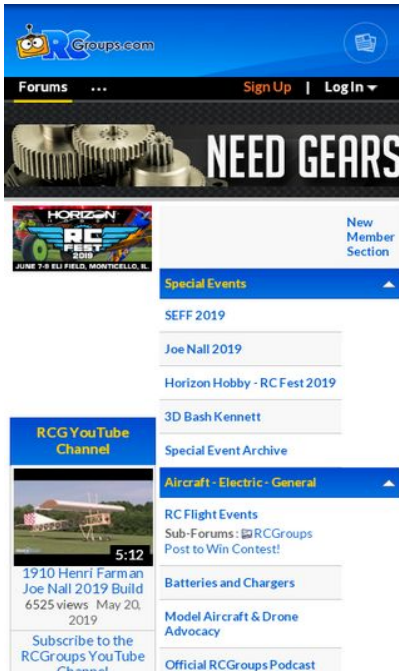 RCGroups.com
Forums ... Sign Up | Log In
NEED GEARS
HORIZON
HOBBY
RC
FEST
2019
JUNE 7-9 ELI FIELD, MONTICELLO, IL.
New
Member
Section
Special Events
SEFF 2019
Joe Nall 2019
Horizon Hobby - RC Fest 2019
3D Bash Kennett
Special Event Archive
RCG YouTube
Channel
5:12
1910 Henri Farman
Joe Nall 2019 Build
6525 views May 20,
2019
Subscribe to the
RCGroups YouTube
Channel
Aircraft - Electric - General
RC Flight Events
Sub-Forums: RCGroups
Post to Win Contest!
Batteries and Chargers
Model Aircraft & Drone
Advocacy
Official RCGroups Podcast